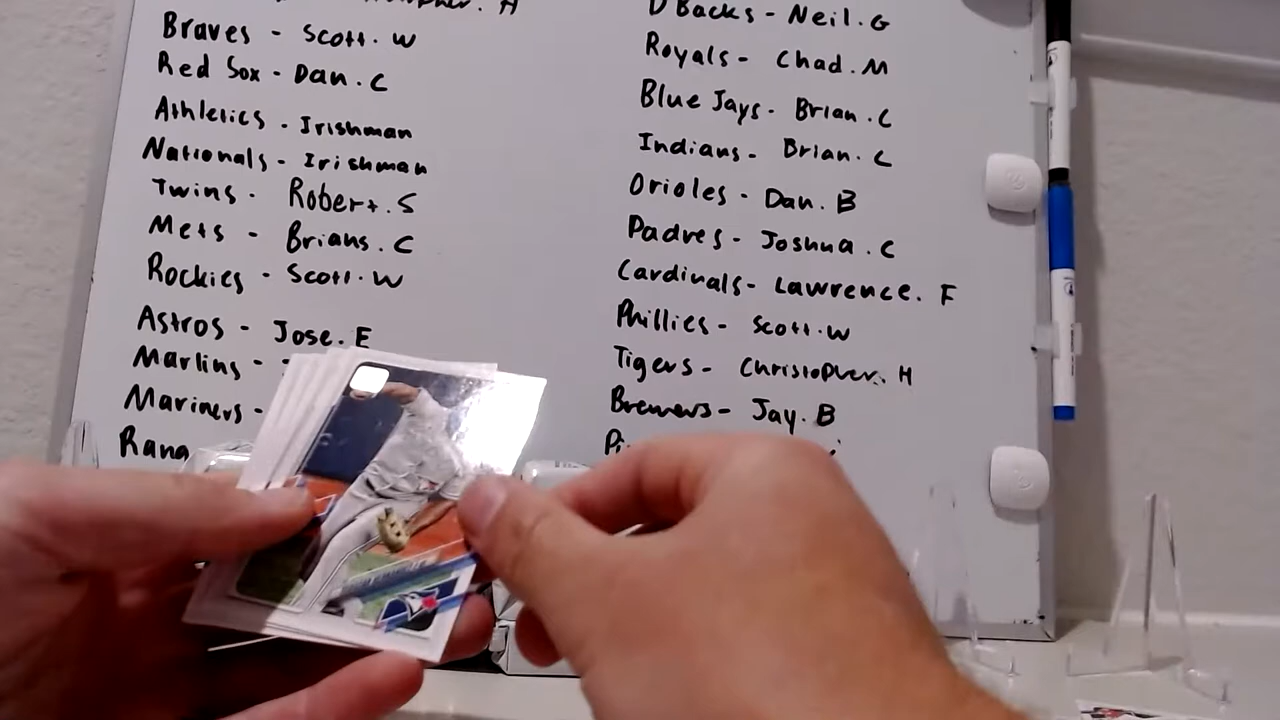 Braves - Scott. W
Red Sox - Dan. C
Athletics - Irishman
Nationals - Irishman
Twins - Robert. S
Mets - Brians. C
Rockies - Scott. W
Astros - Jose. E
Marlins -
Mariners -
Rang
D Backs - Neil. G
Royals - Chad. M
Blue Jays - Brian. C
Indians - Brian. C
Orioles - Dan. B
Padres - Joshua. C
Cardinals - Lawrence. F
Phillies - Scott. W
Tigers - Christopher. H
Brewers - Jay. B
Pi